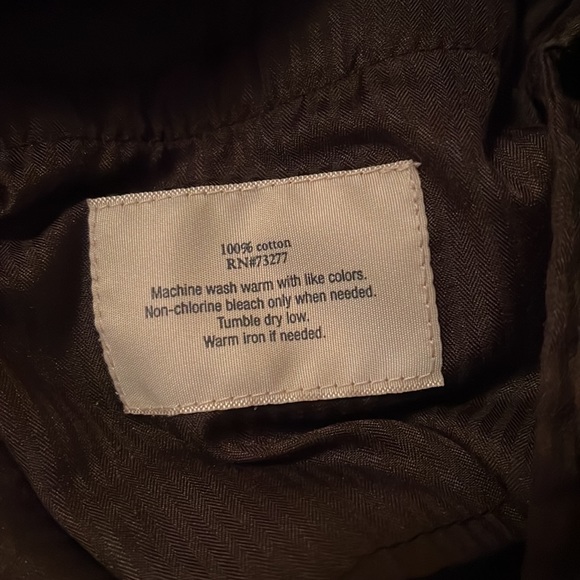 100% cotton
RN#73277
Machine wash warm with like colors.
Non-chlorine bleach only when needed.
Tumble dry low.
Warm iron if needed.